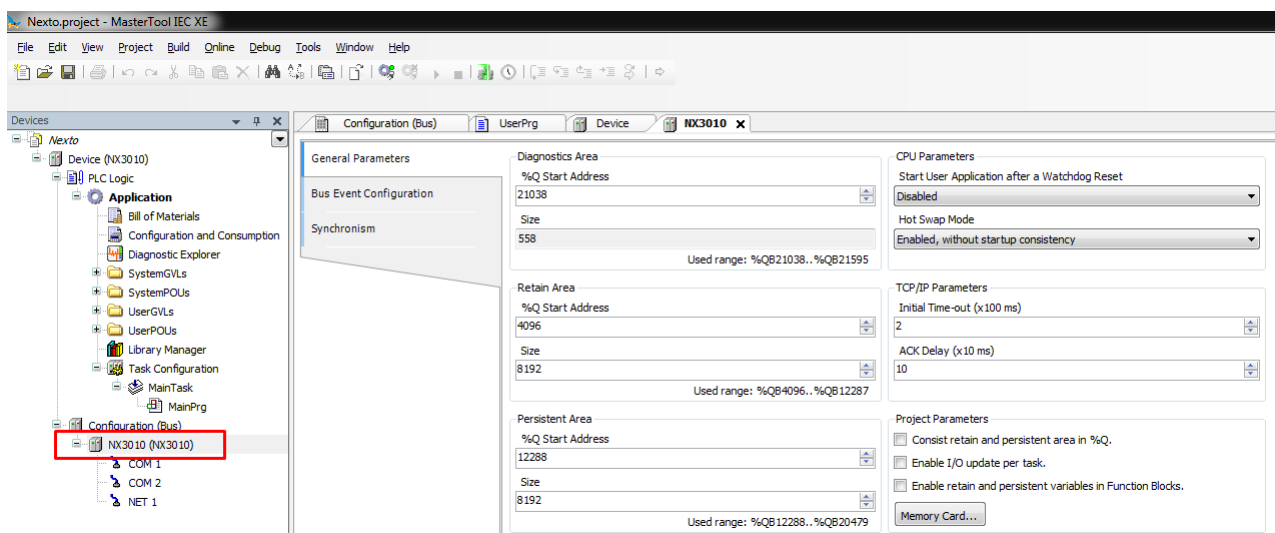 Nexto.project - MasterTool IEC XE
File Edit View Project Build Online Debug Tools Window Help
Devices
Nexto
Device (NX3010)
PLC Logic
Application
Bill of Materials
Configuration and Consumption
Diagnostic Explorer
SystemGVLs
SystemPOUs
UserGVLs
UserPOUs
Library Manager
Task Configuration
MainTask
MainPrg
Configuration (Bus)
NX3010 (NX3010)
COM 1
COM 2
NET 1
Configuration (Bus) UserPrg Device NX3010
General Parameters
Bus Event Configuration
Synchronism
Diagnostics Area
%Q Start Address
21038
Size
558
Used range: %QB21038..%QB21595
Retain Area
%Q Start Address
4096
Size
8192
Used range: %QB4096..%QB12287
Persistent Area
%Q Start Address
12288
Size
8192
Used range: %QB12288..%QB20479
CPU Parameters
Start User Application after a Watchdog Reset
Disabled
Hot Swap Mode
Enabled, without startup consistency
TCP/IP Parameters
Initial Time-out (x100 ms)
2
ACK Delay (x10 ms)
10
Project Parameters
Consist retain and persistent area in %Q.
Enable I/O update per task.
Enable retain and persistent variables in Function Blocks.
Memory Card...